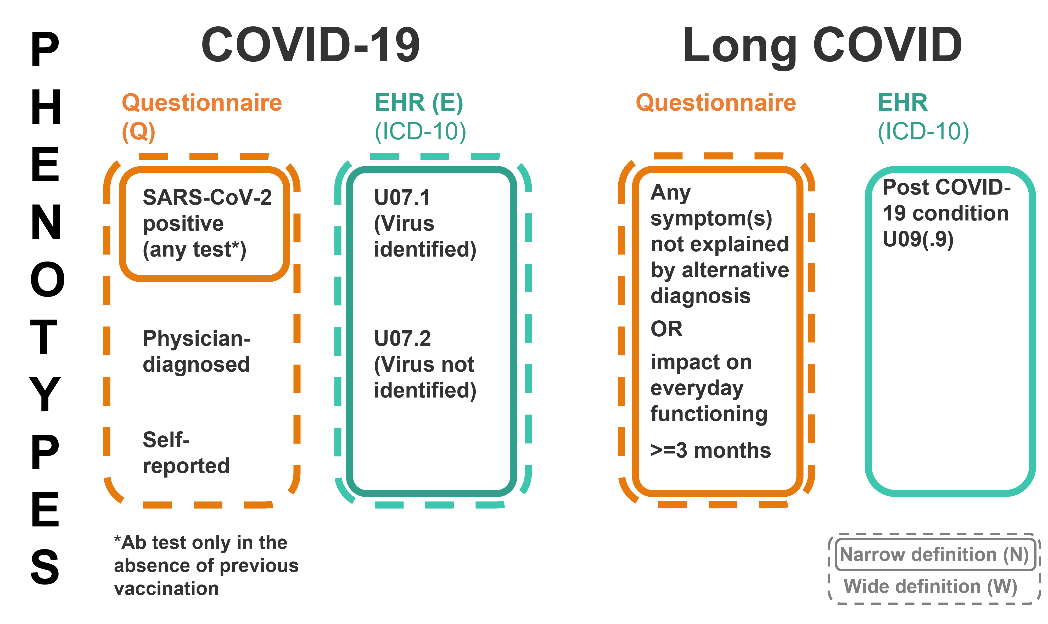 PHENOTYPES
COVID-19
Questionnaire
(Q)
SARS-CoV-2
positive
(any test*)
Physician-
diagnosed
Self-
reported
*Ab test only in the
absence of previous
vaccination
EHR (E)
(ICD-10)
U07.1
(Virus
identified)
U07.2
(Virus not
identified)
Long COVID
Questionnaire
Any
symptom(s)
not explained
by alternative
diagnosis
OR
impact on
everyday
functioning
>=3 months
EHR
(ICD-10)
Post COVID-
19 condition
U09(.9)
Narrow definition (N)
Wide definition (W)